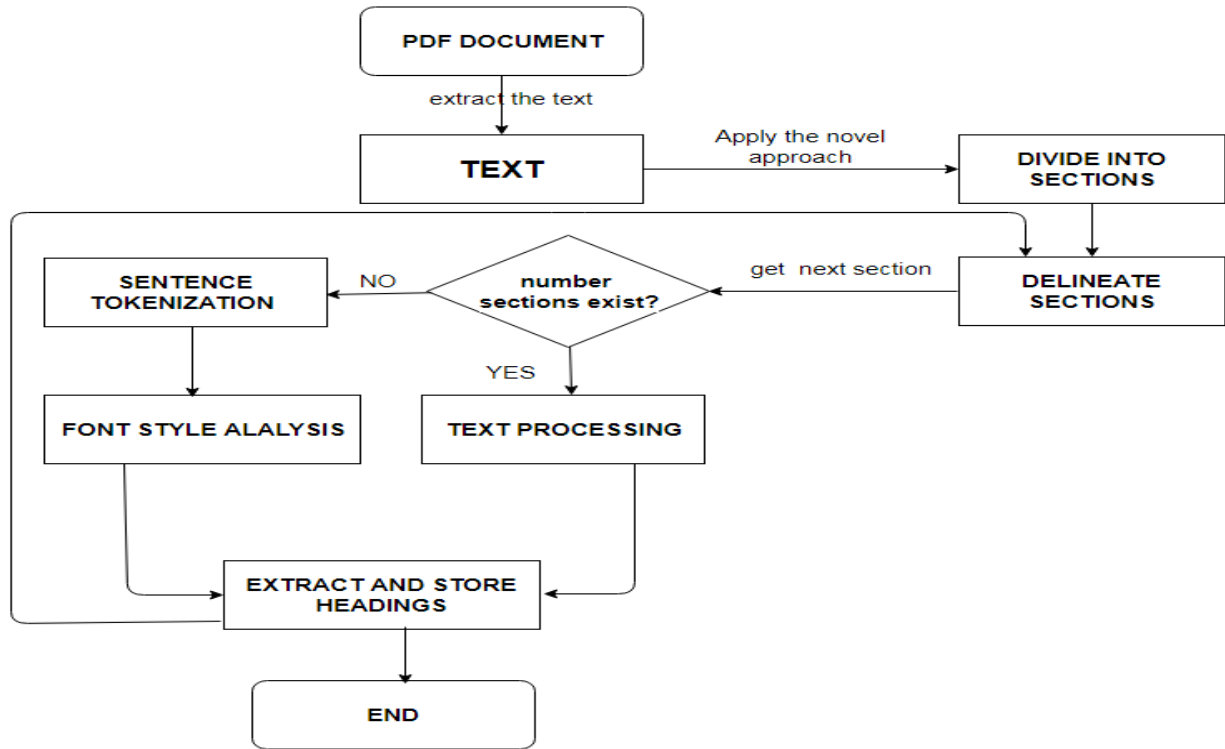 PDF DOCUMENT
extract the text
TEXT
Apply the novel
approach
DIVIDE INTO
SECTIONS
SENTENCE
TOKENIZATION
NO
number
sections exist?
get next section
DELINEATE
SECTIONS
YES
FONT STYLE ALALYSIS
TEXT PROCESSING
EXTRACT AND STORE
HEADINGS
END